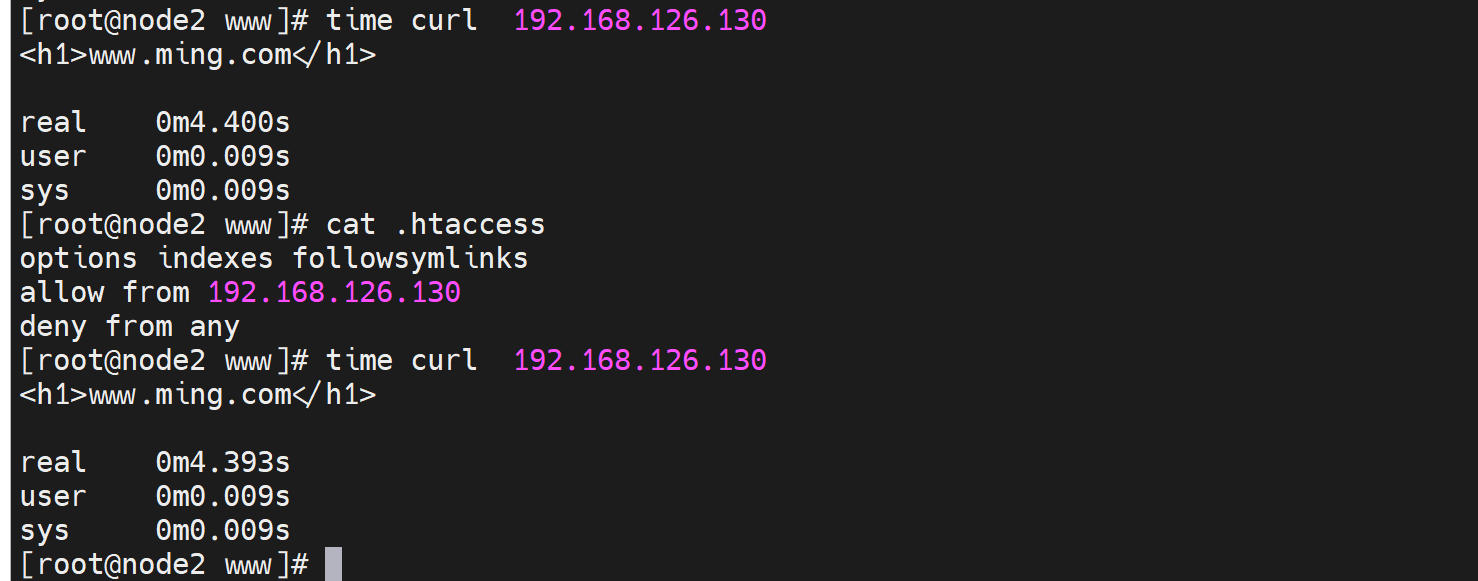 [root@node2 www]# time curl  192.168.126.130
<h1>www.ming.com</h1>
real    0m4.400s
user    0m0.009s
sys     0m0.009s
[root@node2 www]# cat .htaccess
options indexes followsymlinks
allow from 192.168.126.130
deny from any
[root@node2 www]# time curl  192.168.126.130
<h1>www.ming.com</h1>
real    0m4.393s
user    0m0.009s
sys     0m0.009s
[root@node2 www]#